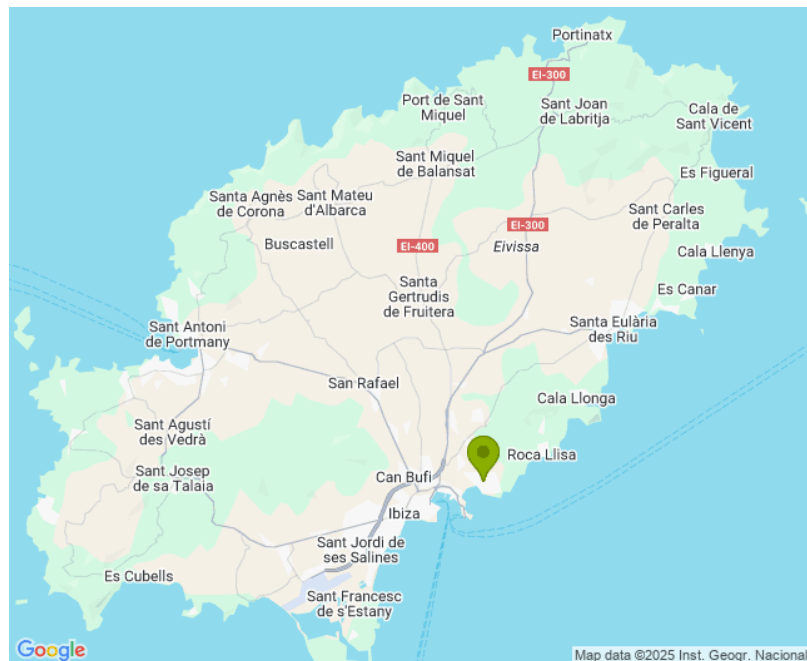 Portinatx
EI-300
Port de Sant
Miquel
Sant Joan
de Labritja
Cala de
Sant Vicent
Sant Miquel
de Balansat
Es Figueral
Santa Agnès
de Corona
Sant Mateu
d'Albarca
Sant Carles
de Peralta
EI-300
Buscastell
EI-400
Eivissa
Cala Llenya
Santa
Gertrudis
de Fruitera
Es Canar
Sant Antoni
de Portmany
Santa Eulària
des Riu
San Rafael
Cala Llonga
Sant Agustí
des Vedrà
Roca Llisa
Sant Josep
de sa Talaia
Can Bufi
Ibiza
Sant Jordi de
ses Salines
Es Cubells
Sant Francesc
de s'Estany
Google
Map data ©2025 Inst. Geogr. Nacional